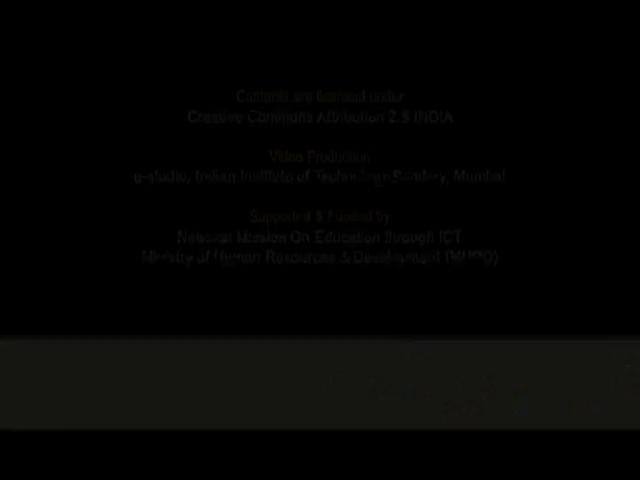 Contents are licensed under
Creative Commons Attribution 2.5 INDIA
Video Production
e-studio, Indian Institute of Technology Bombay, Mumbai
Supported & Funded by
National Mission On Education through ICT
Ministry of Human Resources & Development (MHRD)